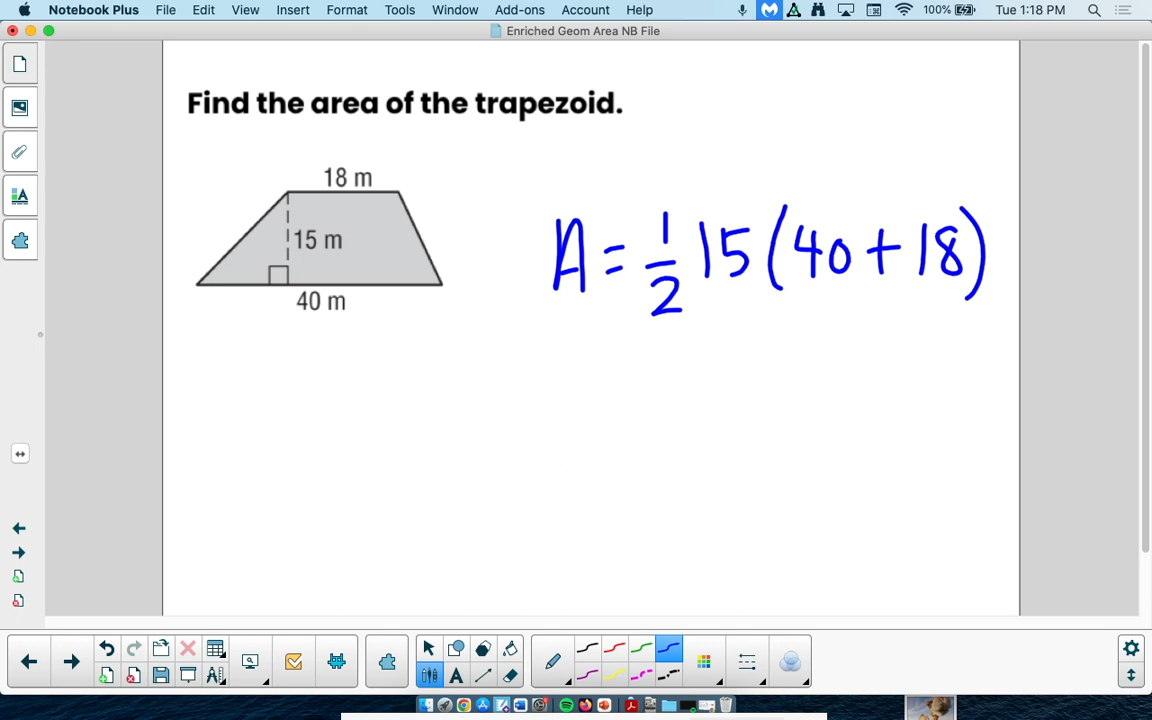 Notebook Plus File Edit View Insert Format Tools Window Add-ons Account Help 100% Tue 1:18 PM
Enriched Geom Area NB File
Find the area of the trapezoid.
18 m
15 m
40 m
A = 1/2 15(40+18)